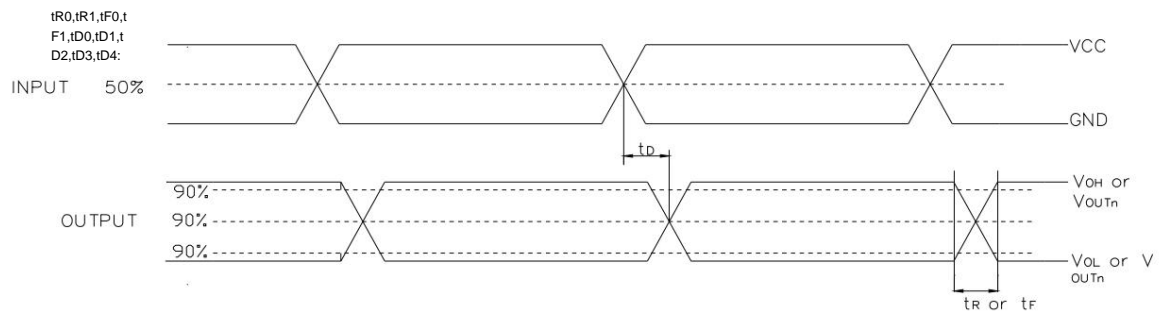 tR0,tR1,tF0,t
F1,tD0,tD1,t
D2,tD3,tD4:
VCC
INPUT 50%
GND
tD
90%
VOH or
VOUTn
OUTPUT 90%
90%
VOL or V
OUTn
tR or tF